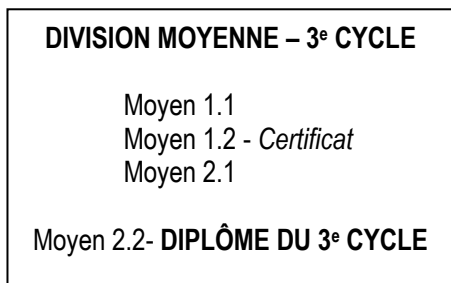 DIVISION MOYENNE – 3e CYCLE
Moyen 1.1
Moyen 1.2 - Certificat
Moyen 2.1
Moyen 2.2- DIPLÔME DU 3e CYCLE